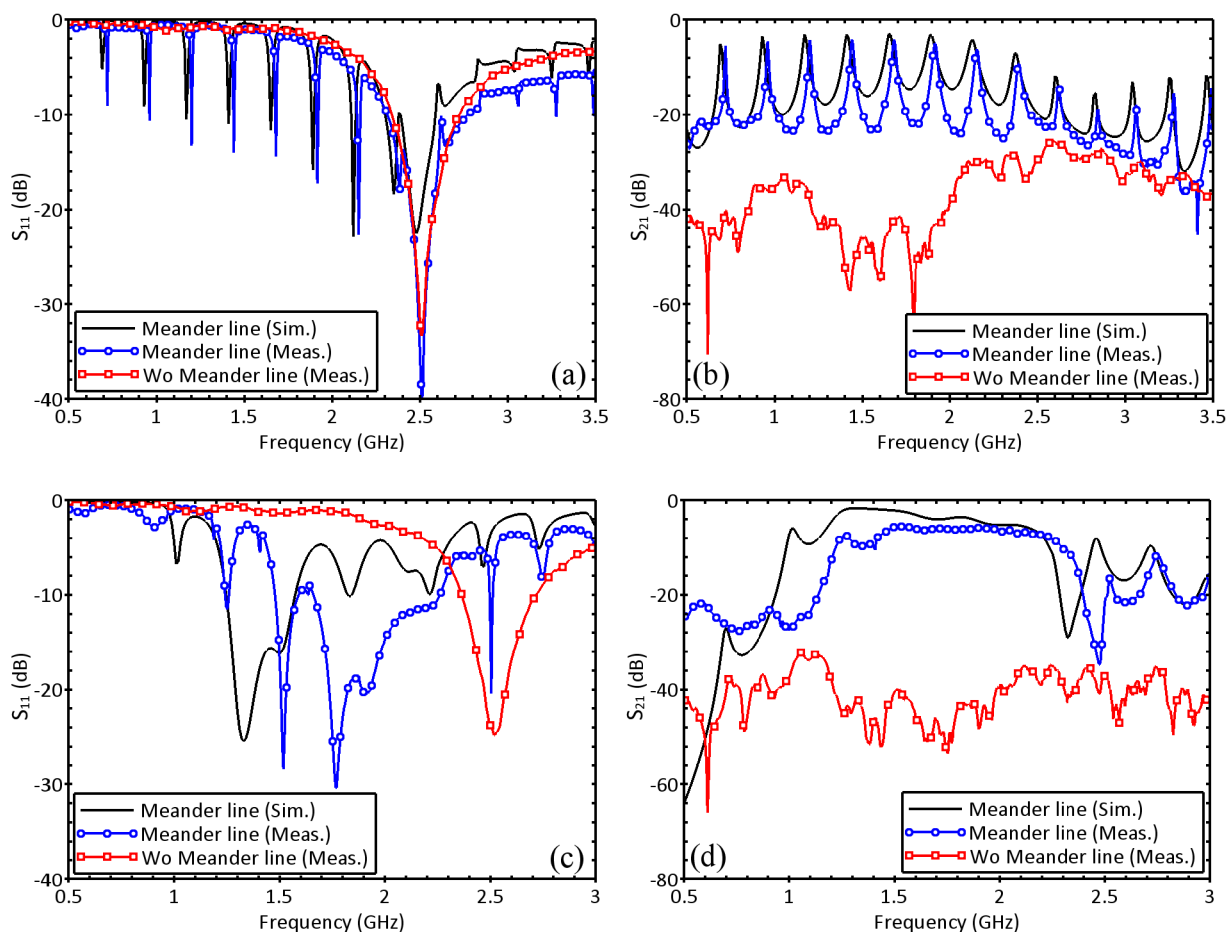 0
-10
-20
-30
-40
S11 (dB)
0.5 1 1.5 2 2.5 3 3.5
Frequency (GHz)
Meander line (Sim.)
Meander line (Meas.)
Wo Meander line (Meas.)
(a)
0
-20
-40
-60
-80
S21 (dB)
0.5 1 1.5 2 2.5 3 3.5
Frequency (GHz)
Meander line (Sim.)
Meander line (Meas.)
Wo Meander line (Meas.)
(b)
0
-10
-20
-30
-40
S11 (dB)
0.5 1 1.5 2 2.5 3
Frequency (GHz)
Meander line (Sim.)
Meander line (Meas.)
Wo Meander line (Meas.)
(c)
0
-20
-40
-60
-80
S21 (dB)
0.5 1 1.5 2 2.5 3
Frequency (GHz)
Meander line (Sim.)
Meander line (Meas.)
Wo Meander line (Meas.)
(d)